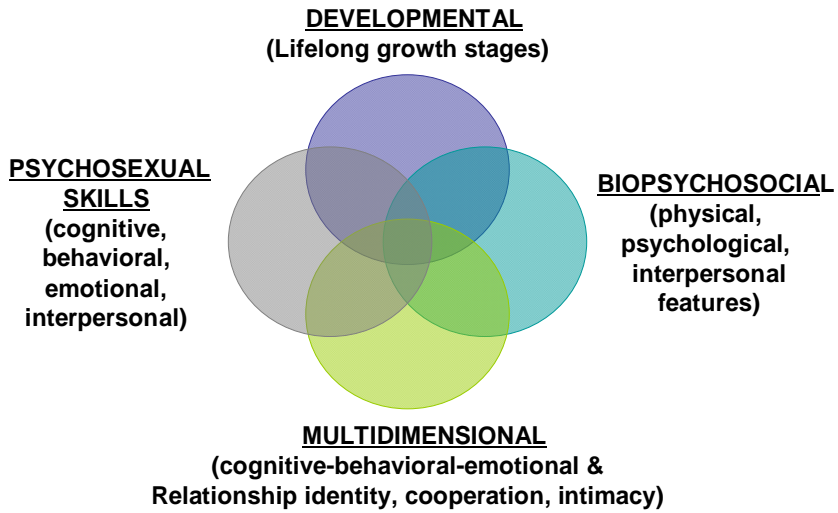 DEVELOPMENTAL
(Lifelong growth stages)
PSYCHOSEXUAL
SKILLS
(cognitive,
behavioral,
emotional,
interpersonal)
BIOPSYCHOSOCIAL
(physical,
psychological,
interpersonal
features)
MULTIDIMENSIONAL
(cognitive-behavioral-emotional &
Relationship identity, cooperation, intimacy)